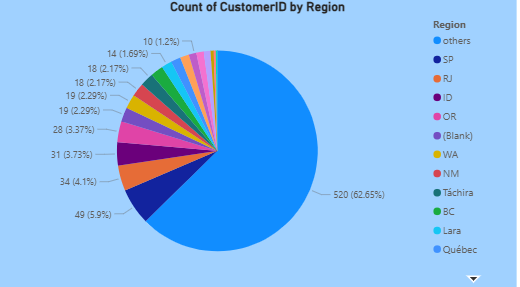 Count of CustomerID by Region
10 (1.2%)
14 (1.69%)
18 (2.17%)
18 (2.17%)
19 (2.29%)
19 (2.29%)
28 (3.37%)
31 (3.73%)
34 (4.1%)
49 (5.9%)
520 (62.65%)
Region
others
SP
RJ
ID
OR
(Blank)
WA
NM
Táchira
BC
Lara
Québec